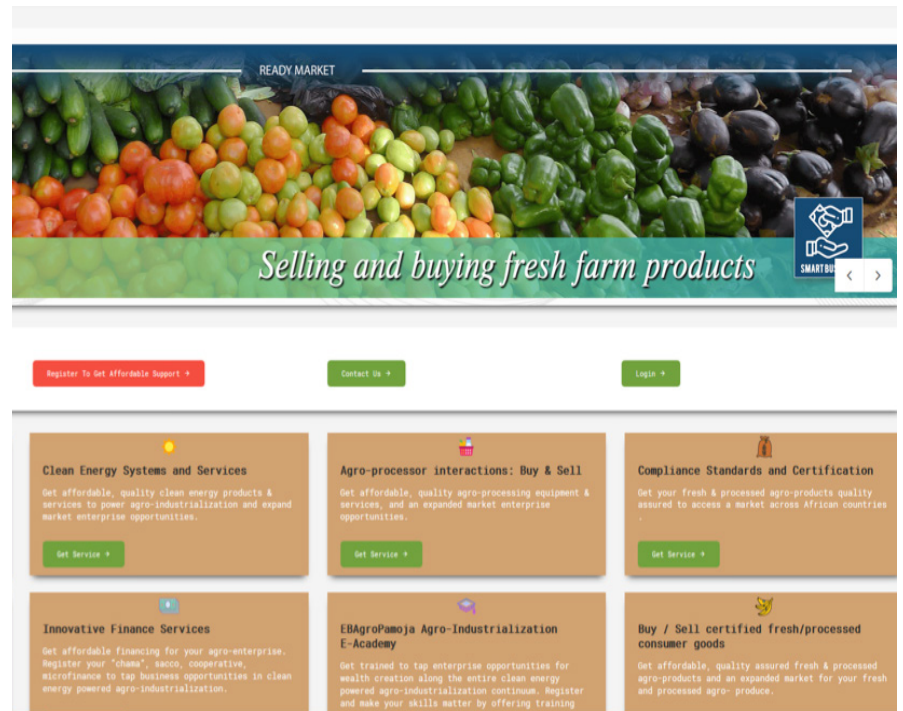 READY MARKET
Selling and buying fresh farm products
SMART BUS
Register To Get Affordable Support →
Contact Us →
Login →
Clean Energy Systems and Services
Get affordable, quality clean energy products &
services to power agro-industrialization and expand
market enterprise opportunities.
Get Service →
Agro-processor interactions: Buy & Sell
Get affordable, quality agro-processing equipment &
services, and an expanded market enterprise
opportunities.
Get Service →
Compliance Standards and Certification
Get your fresh & processed agro-products quality
assured to access a market across African countries
.
Get Service →
Innovative Finance Services
Get affordable financing for your agro-enterprise.
Register your "chama", sacco, cooperative,
microfinance to tap business opportunities in clean
energy powered agro-industrialization.
EBAgroPamoja Agro-Industrialization
E-Academy
Get trained to tap enterprise opportunities for
wealth creation along the entire clean energy
powered agro-industrialization continuum. Register
and make your skills matter by offering training
Buy / Sell certified fresh/processed
consumer goods
Get affordable, quality assured fresh & processed
agro-products and an expanded market for your fresh
and processed agro- produce.